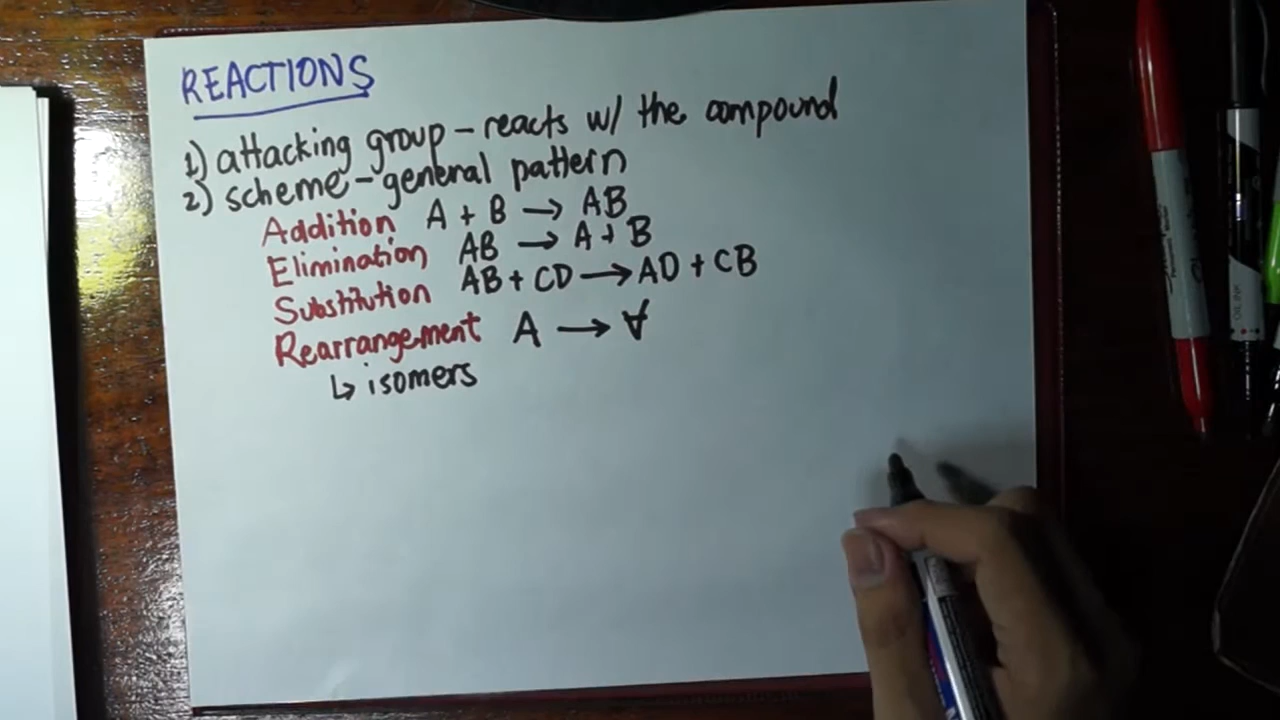 REACTIONS
1) attacking group - reacts w/ the compound
2) scheme - general pattern
Addition A + B → AB
Elimination AB → A + B
Substitution AB + CD → AD + CB
Rearrangement A → ∀
↳ isomers